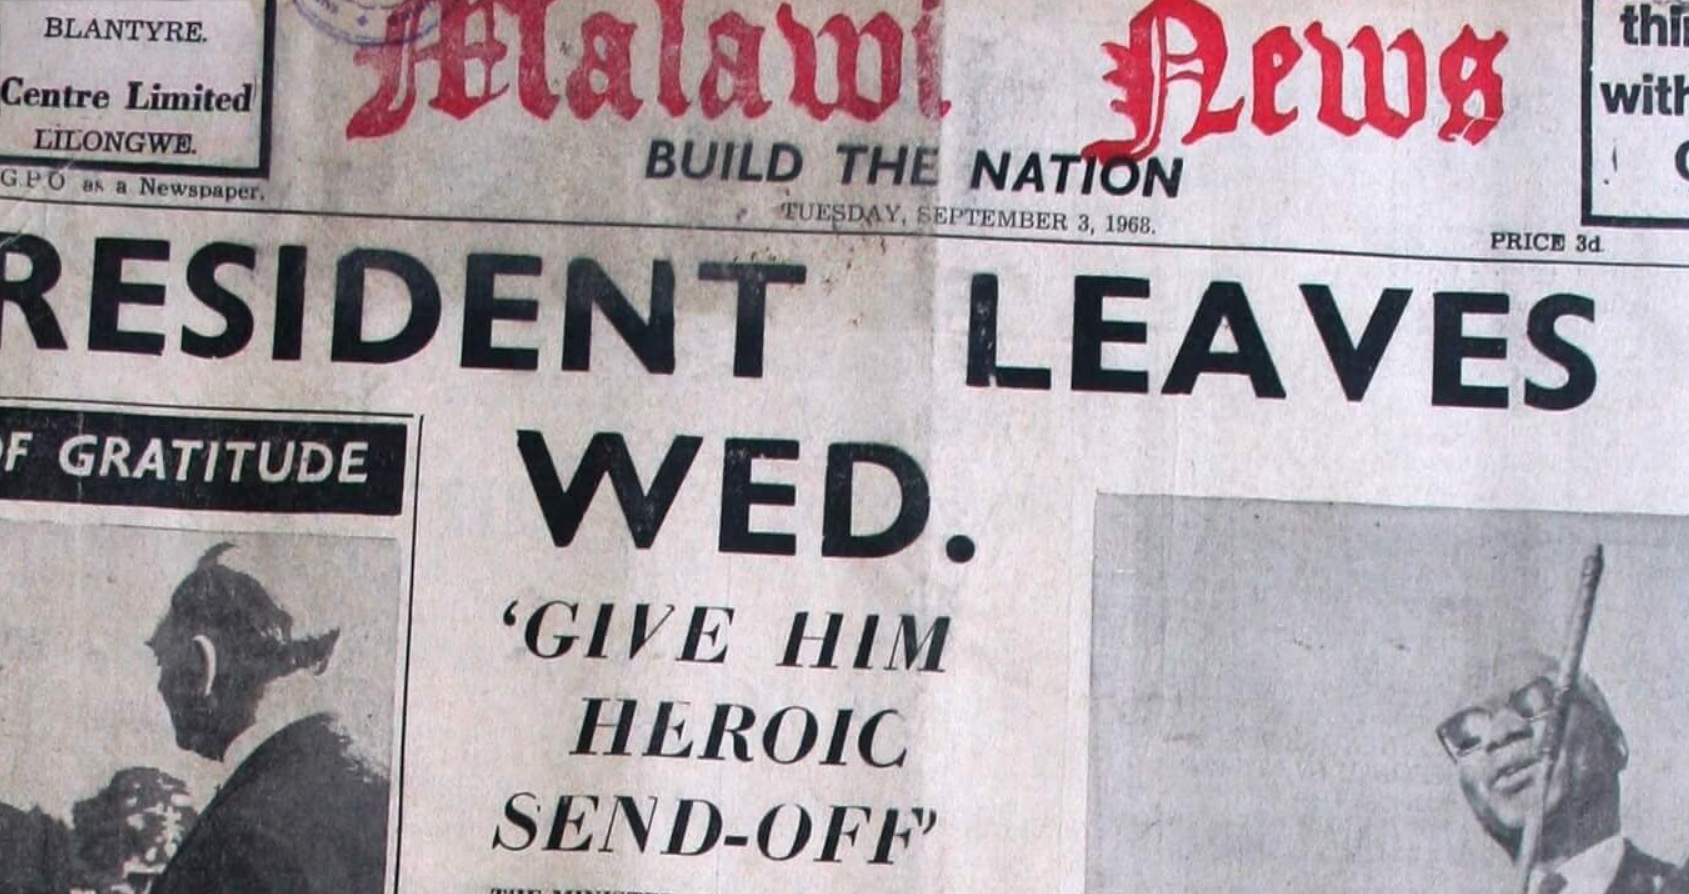 BLANTYRE.
Centre Limited
LILONGWE.
G.P.O as a Newspaper.
Malawi News
BUILD THE NATION
TUESDAY, SEPTEMBER 3, 1968.
PRICE 3d
with
RESIDENT LEAVES
WED.
OF GRATITUDE
‘GIVE HIM
HEROIC
SEND-OFF’